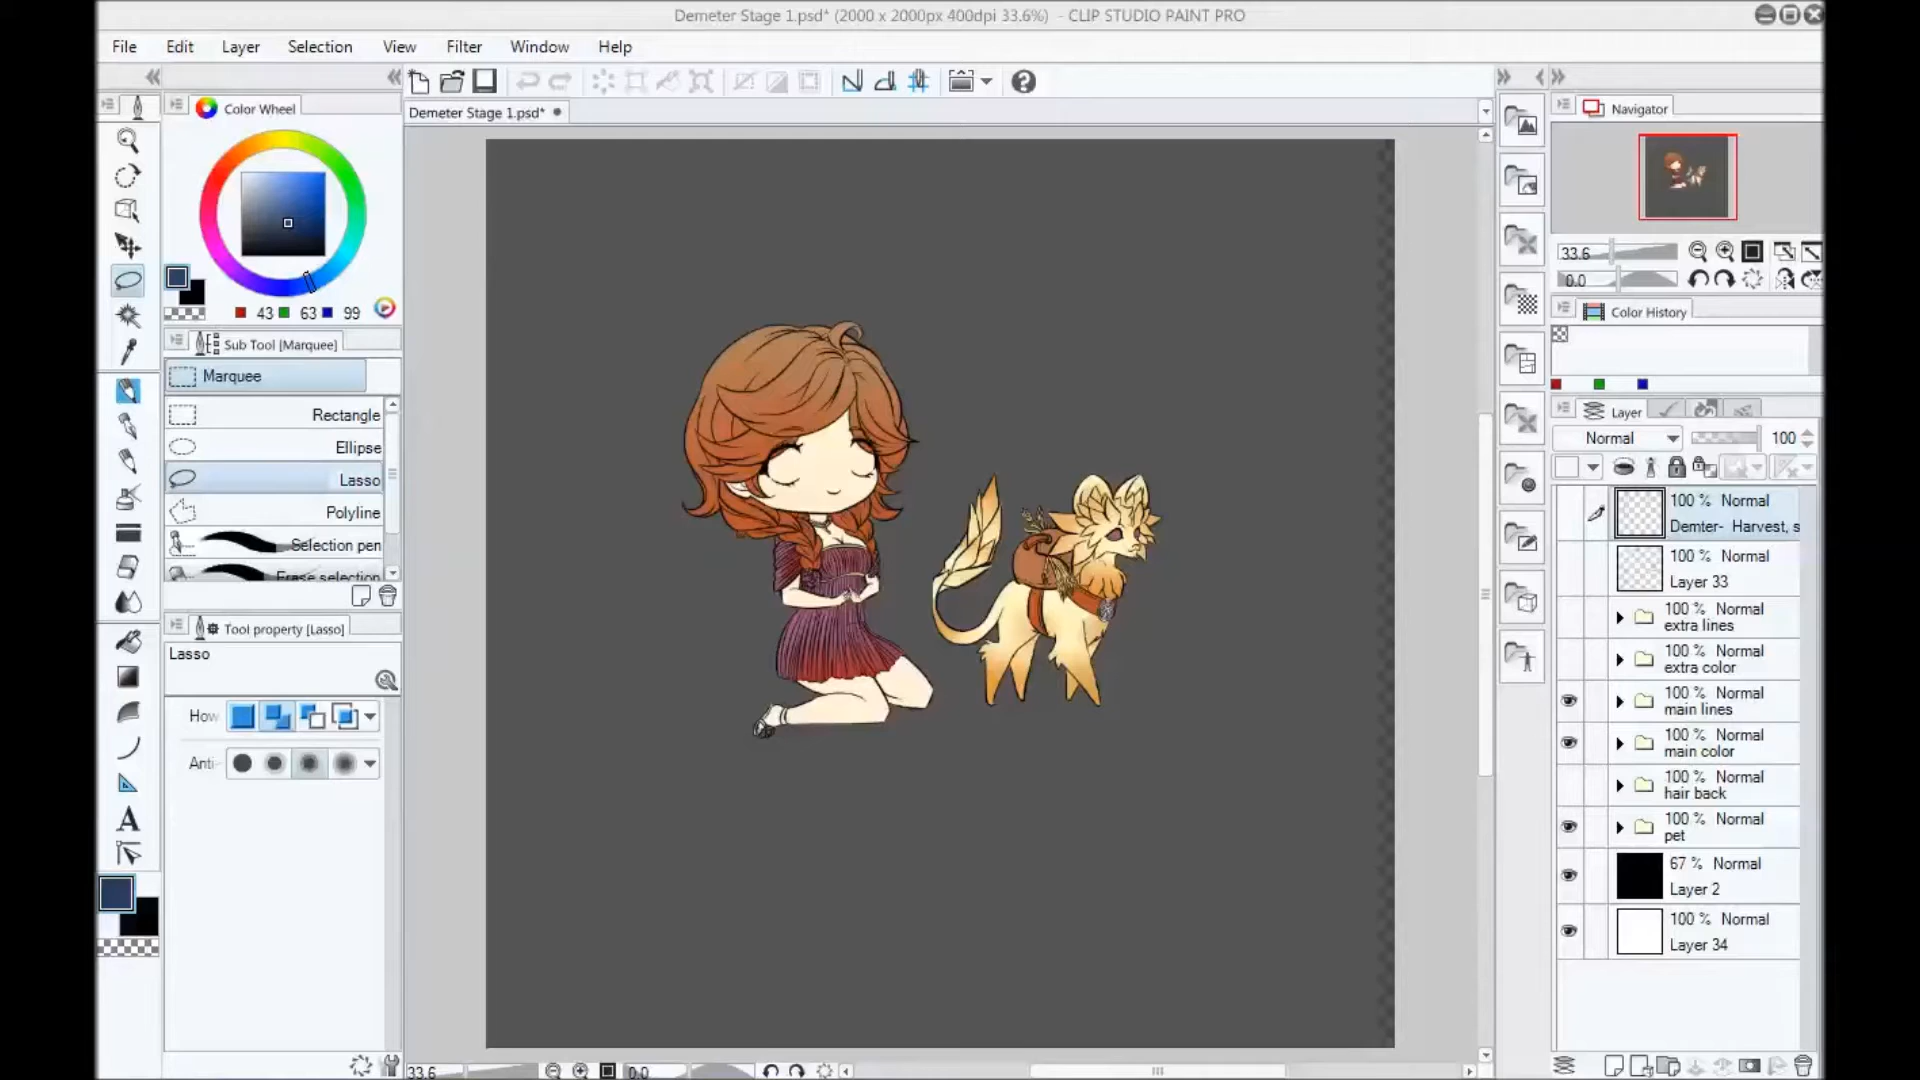 Demeter Stage 1.psd* (2000 x 2000px 400dpi 33.6%) - CLIP STUDIO PAINT PRO
File Edit Layer Selection View Filter Window Help
Color Wheel
Demeter Stage 1.psd*
Navigator
43 63 99
33.6
0.0
Sub Tool [Marquee]
Color History
Marquee
Rectangle
Ellipse
Lasso
Polyline
Selection pen
Erase selection
Layer
Normal 100
100 % Normal
Demter- Harvest, s
100 % Normal
Layer 33
100 % Normal
extra lines
100 % Normal
extra color
100 % Normal
main lines
100 % Normal
main color
100 % Normal
hair back
100 % Normal
pet
67 % Normal
Layer 2
100 % Normal
Layer 34
Tool property [Lasso]
Lasso
How
Anti-
A
33.6 0.0